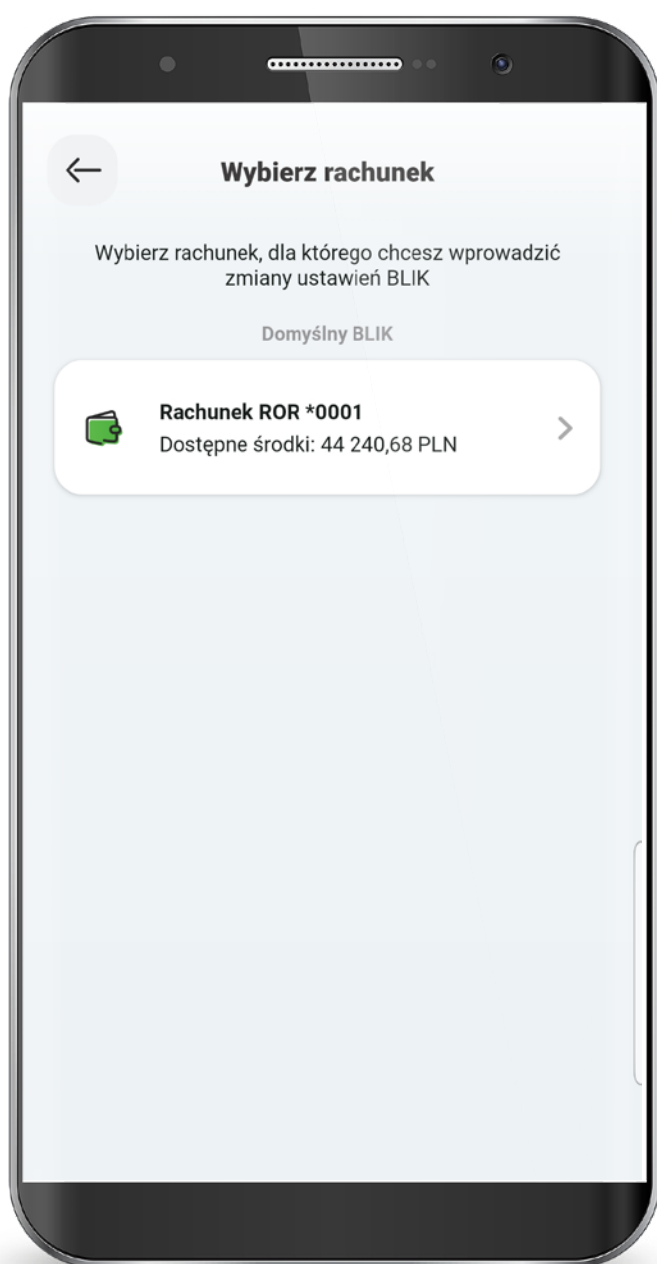 Wybierz rachunek
Wybierz rachunek, dla którego chcesz wprowadzić
zmiany ustawień BLIK
Domyślny BLIK
Rachunek ROR *0001
Dostępne środki: 44 240,68 PLN